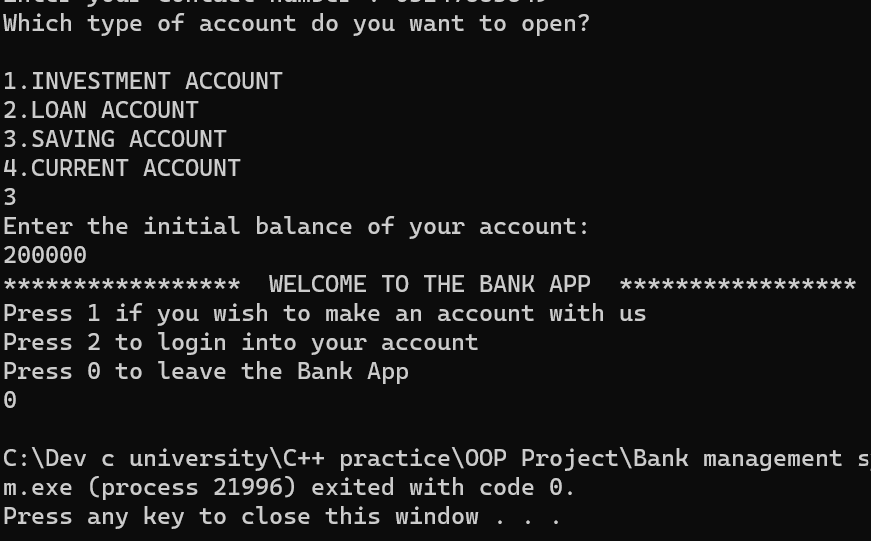 Which type of account do you want to open?
1.INVESTMENT ACCOUNT
2.LOAN ACCOUNT
3.SAVING ACCOUNT
4.CURRENT ACCOUNT
3
Enter the initial balance of your account:
200000
***************** WELCOME TO THE BANK APP *****************
Press 1 if you wish to make an account with us
Press 2 to login into your account
Press 0 to leave the Bank App
0
C:\Dev c university\C++ practice\OOP Project\Bank management s
m.exe (process 21996) exited with code 0.
Press any key to close this window . . .